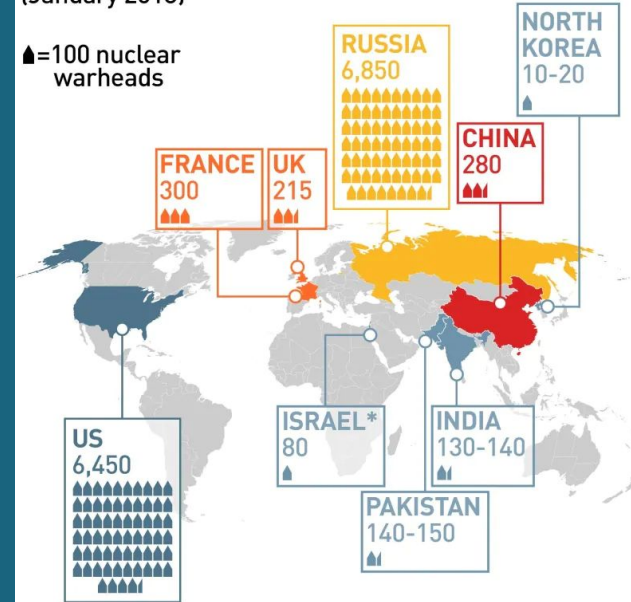 =100 nuclear
warheads
RUSSIA
6,850
NORTH
KOREA
10-20
CHINA
280
FRANCE
300
UK
215
US
6,450
ISRAEL*
80
INDIA
130-140
PAKISTAN
140-150